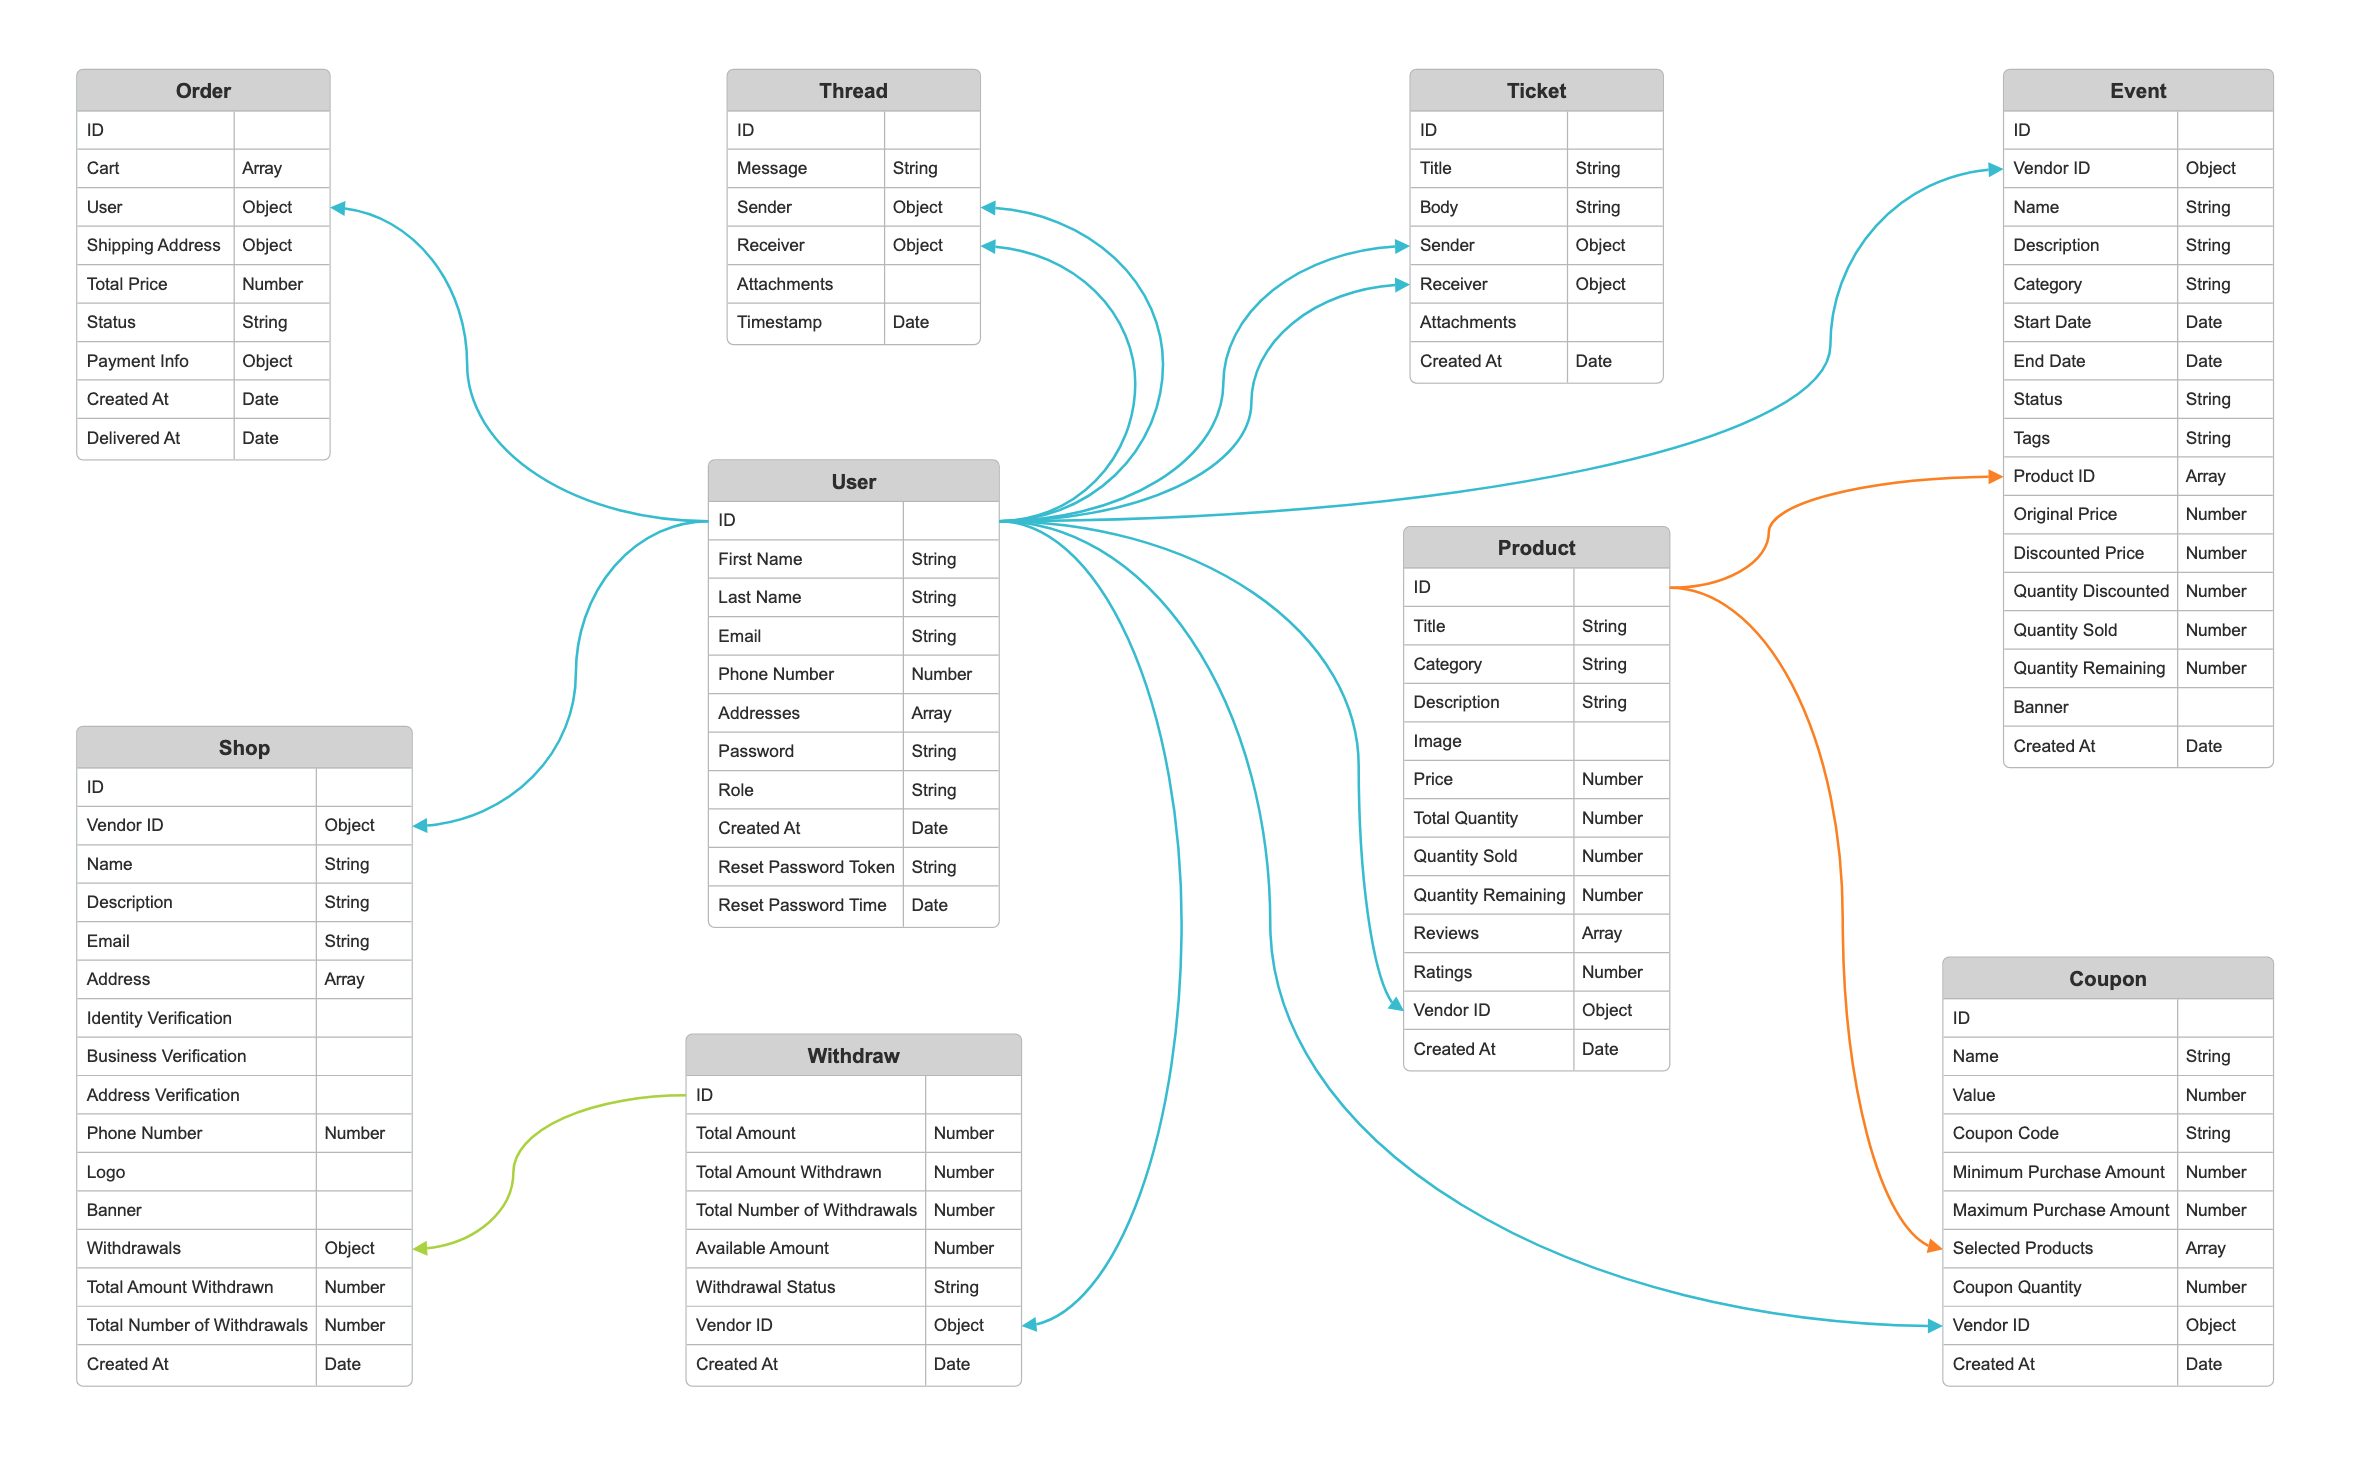 Order
ID
Cart Array
User Object
Shipping Address Object
Total Price Number
Status String
Payment Info Object
Created At Date
Delivered At Date
Thread
ID
Message String
Sender Object
Receiver Object
Attachments
Timestamp Date
Ticket
ID
Title String
Body String
Sender Object
Receiver Object
Attachments
Created At Date
Event
ID
Vendor ID Object
Name String
Description String
Category String
Start Date Date
End Date Date
Status String
Tags String
Product ID Array
Original Price Number
Discounted Price Number
Quantity Discounted Number
Quantity Sold Number
Quantity Remaining Number
Banner
Created At Date
User
ID
First Name String
Last Name String
Email String
Phone Number Number
Addresses Array
Password String
Role String
Created At Date
Reset Password Token String
Reset Password Time Date
Product
ID
Title String
Category String
Description String
Image
Price Number
Total Quantity Number
Quantity Sold Number
Quantity Remaining Number
Reviews Array
Ratings Number
Vendor ID Object
Created At Date
Shop
ID
Vendor ID Object
Name String
Description String
Email String
Address Array
Identity Verification
Business Verification
Address Verification
Phone Number Number
Logo
Banner
Withdrawals Object
Total Amount Withdrawn Number
Total Number of Withdrawals Number
Created At Date
Withdraw
ID
Total Amount Number
Total Amount Withdrawn Number
Total Number of Withdrawals Number
Available Amount Number
Withdrawal Status String
Vendor ID Object
Created At Date
Coupon
ID
Name String
Value Number
Coupon Code String
Minimum Purchase Amount Number
Maximum Purchase Amount Number
Selected Products Array
Coupon Quantity Number
Vendor ID Object
Created At Date